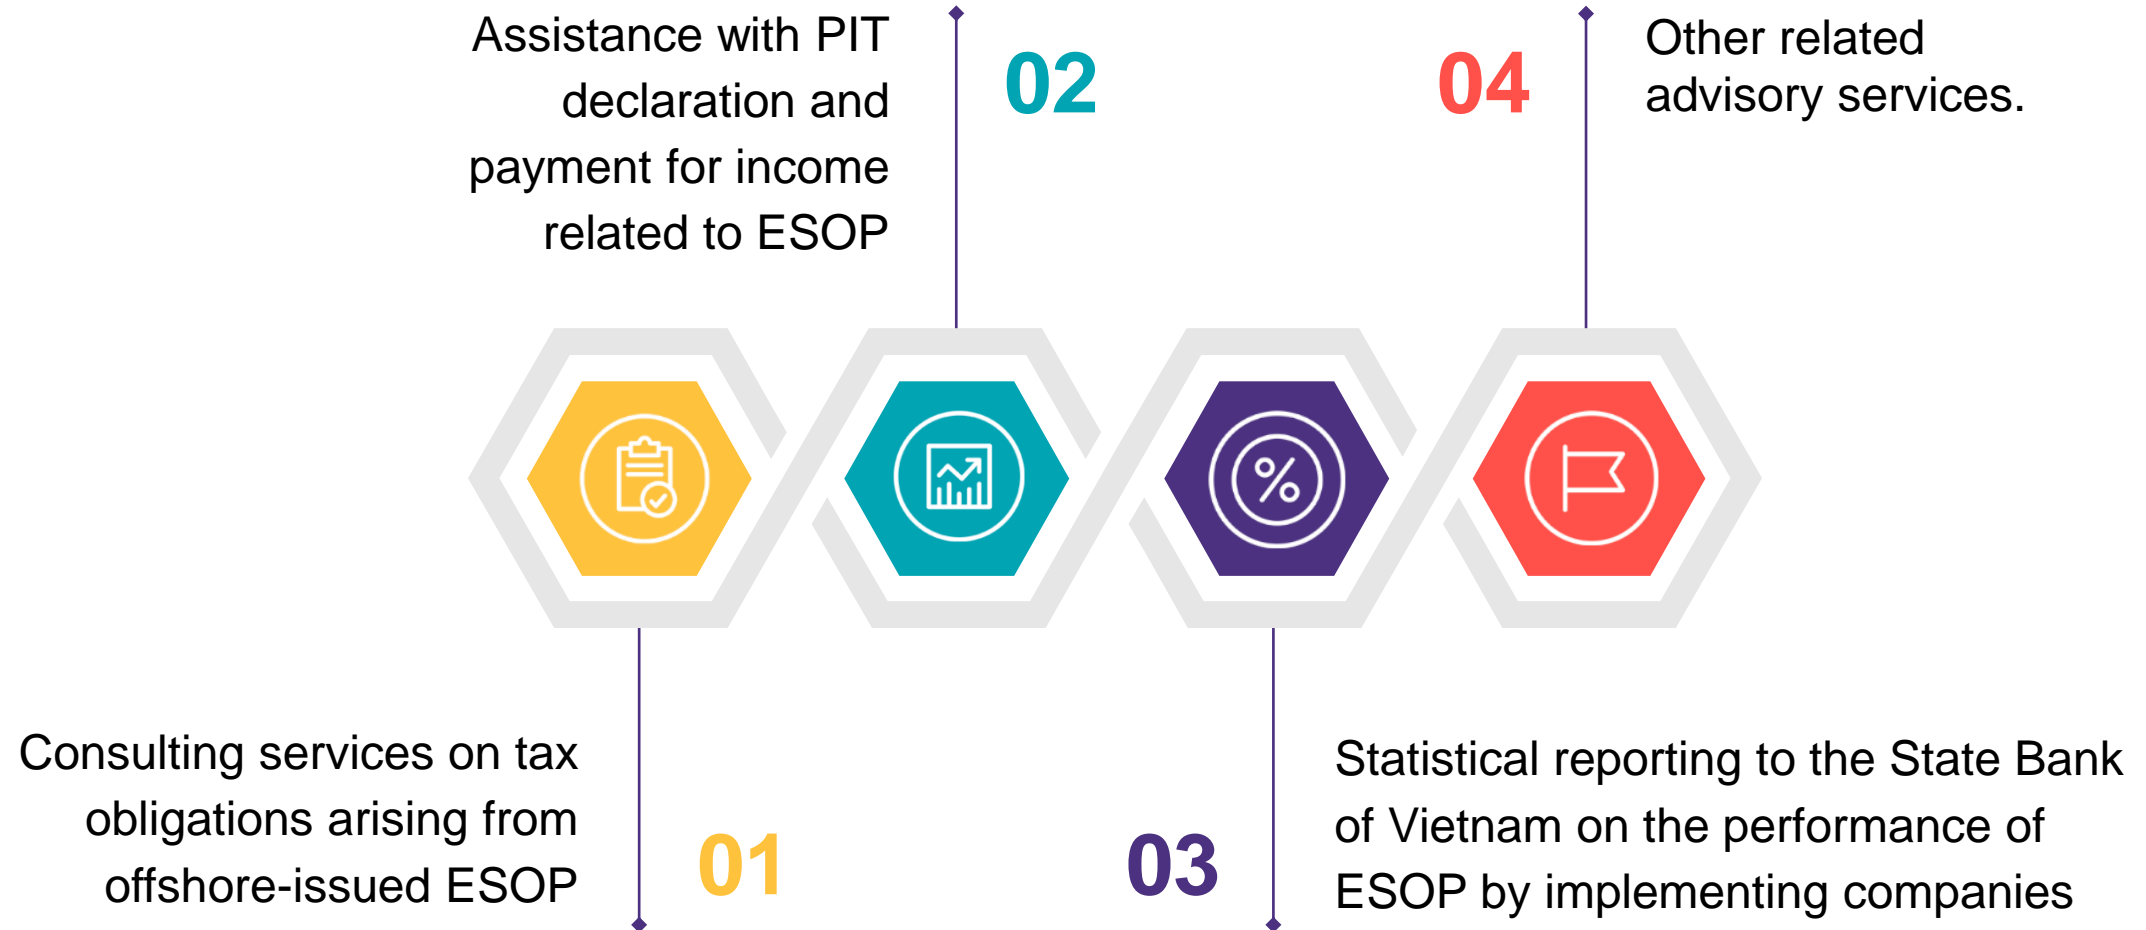 Assistance with PIT
declaration and
payment for income
related to ESOP
02
04
Other related
advisory services.
%
Consulting services on tax
obligations arising from
offshore-issued ESOP
01
03
Statistical reporting to the State Bank
of Vietnam on the performance of
ESOP by implementing companies